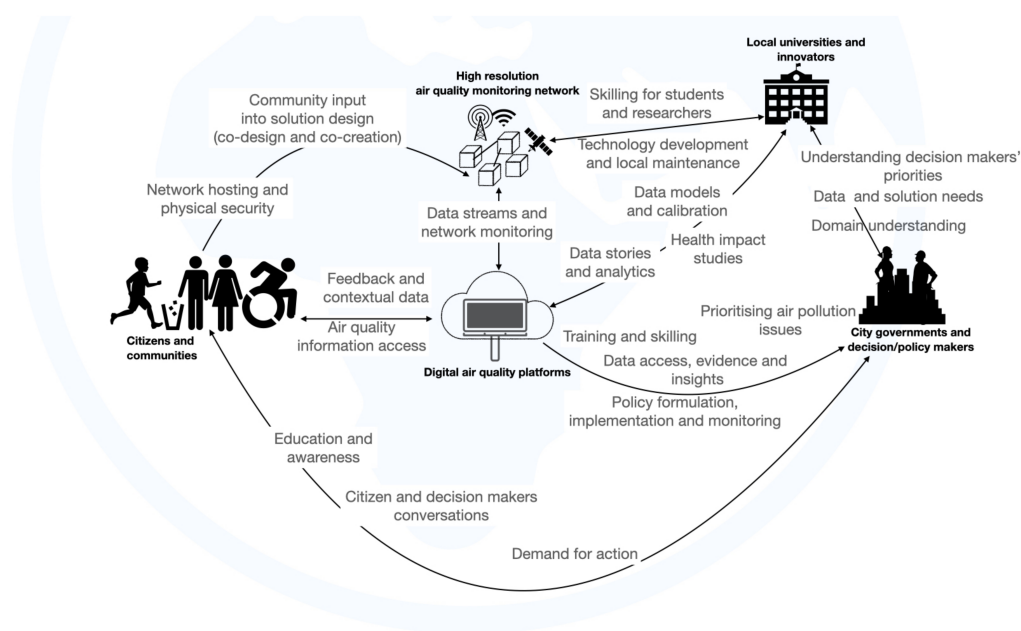 Local universities and
innovators
High resolution
air quality monitoring network
Community input
into solution design
(co-design and co-creation)
Skilling for students
and researchers
Technology development
and local maintenance
Understanding decision makers'
priorities
Network hosting and
physical security
Data models
and calibration
Data and solution needs
Data streams and
network monitoring
Domain understanding
Health impact
studies
Data stories
and analytics
Feedback and
contextual data
Air quality
information access
Citizens and
communities
Prioritising air pollution
issues
City governments and
decision/policy makers
Training and skilling
Digital air quality platforms
Data access, evidence and
insights
Policy formulation,
implementation and monitoring
Education and
awareness
Citizen and decision makers
conversations
Demand for action